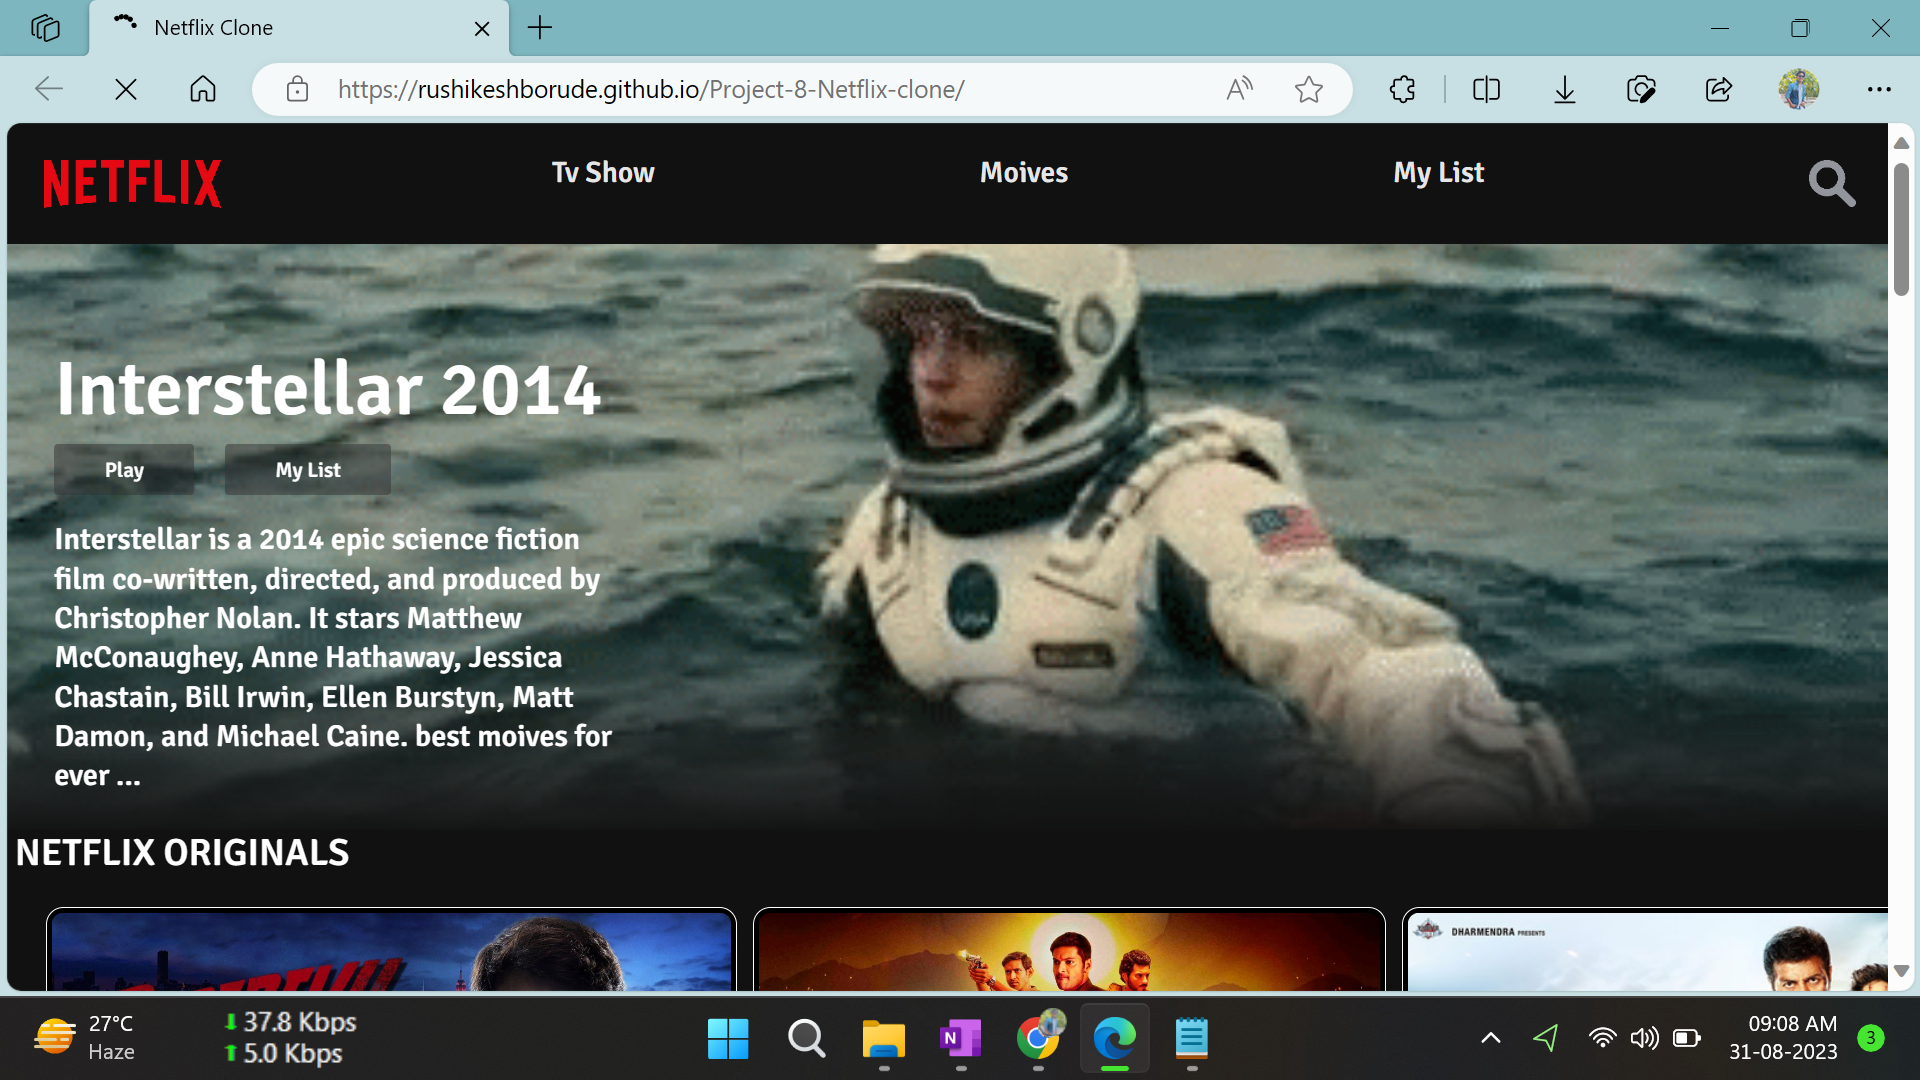 Netflix Clone
https://rushikeshborude.github.io/Project-8-Netflix-clone/
NETFLIX
Tv Show
Moives
My List
Interstellar 2014
Play
My List
Interstellar is a 2014 epic science fiction
film co-written, directed, and produced by
Christopher Nolan. It stars Matthew
McConaughey, Anne Hathaway, Jessica
Chastain, Bill Irwin, Ellen Burstyn, Matt
Damon, and Michael Caine. best moives for
ever ...
NETFLIX ORIGINALS
DHARMENDRA PRESENTS
27°C
Haze
37.8 Kbps
5.0 Kbps
N
09:08 AM
31-08-2023
3